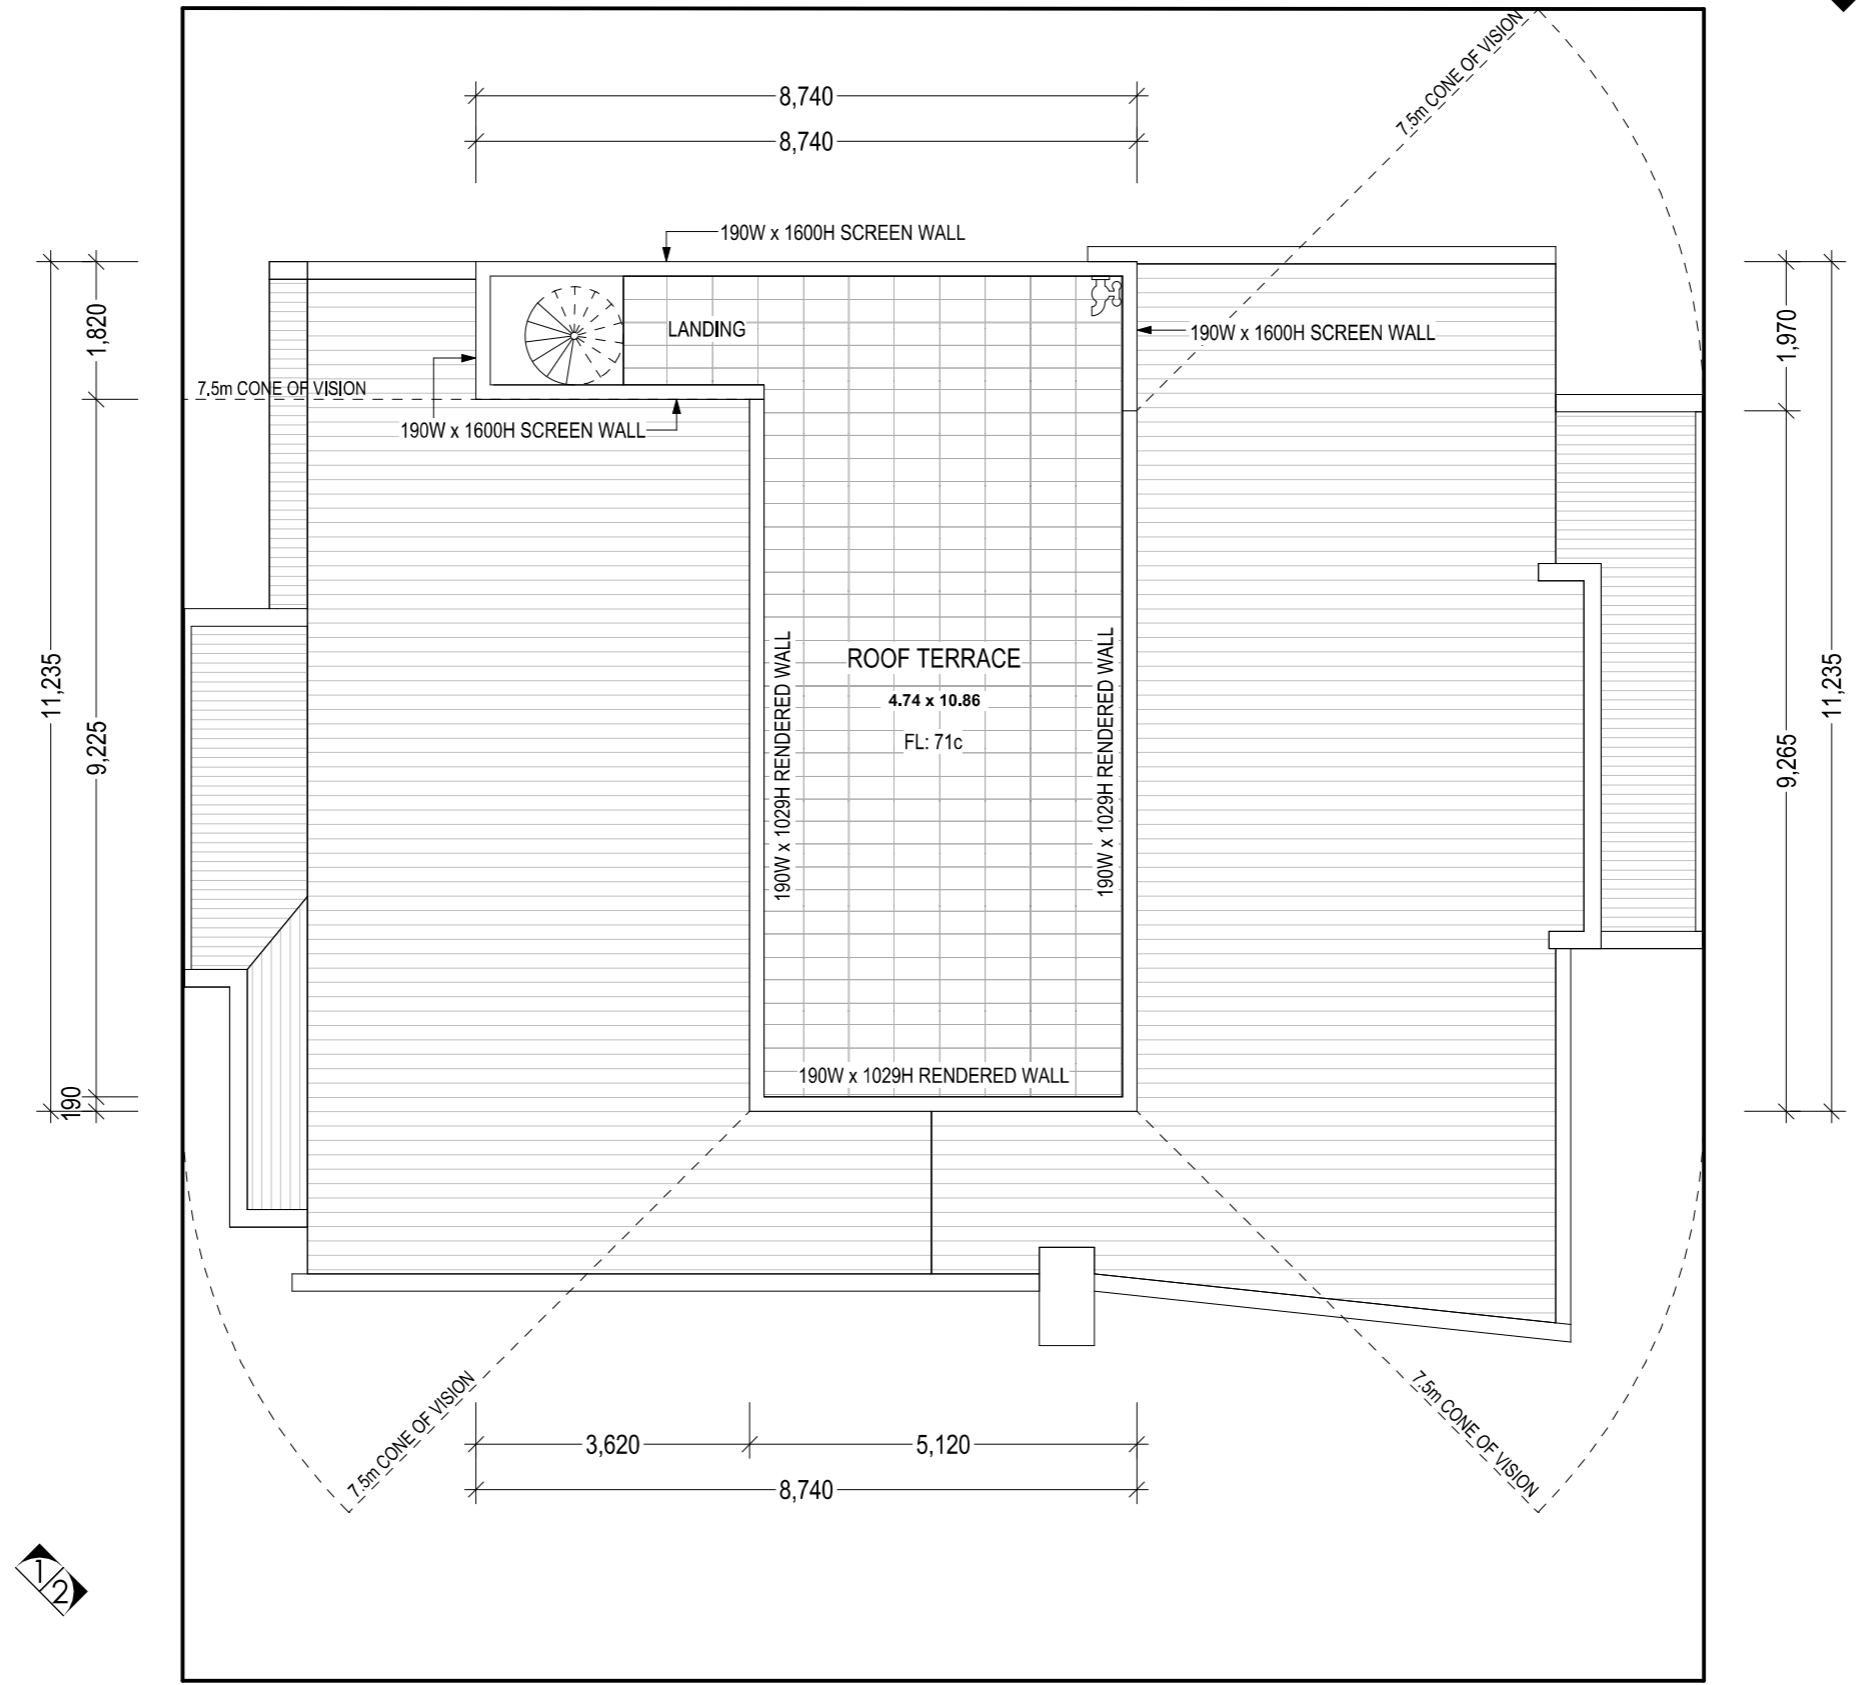 7.5m CONE OF VISION
8,740
8,740
190W x 1600H SCREEN WALL
1,820
LANDING
190W x 1600H SCREEN WALL
1,970
7.5m CONE OF VISION
190W x 1600H SCREEN WALL
11,235
9,225
190
190W x 1029H RENDERED WALL
ROOF TERRACE
4.74 x 10.86
FL: 71c
190W x 1029H RENDERED WALL
11,235
9,265
190W x 1029H RENDERED WALL
7.5m CONE OF VISION
7.5m CONE OF VISION
3,620
5,120
8,740
1
2